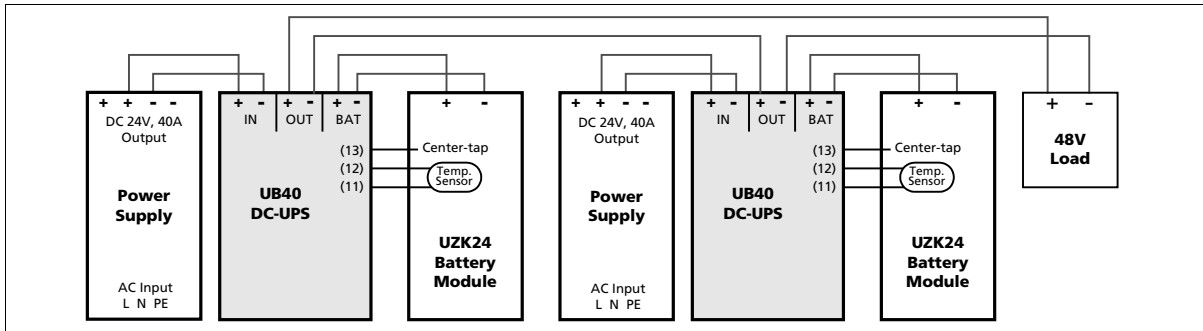 + + - -
DC 24V, 40A
Output
Power
Supply
AC Input
L N PE
+ - + - + -
IN OUT BAT
(13)
(12)
(11)
UB40
DC-UPS
+ -
Center-tap
Temp.
Sensor
UZK24
Battery
Module
+ + - -
DC 24V, 40A
Output
Power
Supply
AC Input
L N PE
+ - + - + -
IN OUT BAT
(13)
(12)
(11)
UB40
DC-UPS
+ -
Center-tap
Temp.
Sensor
UZK24
Battery
Module
+ -
48V
Load